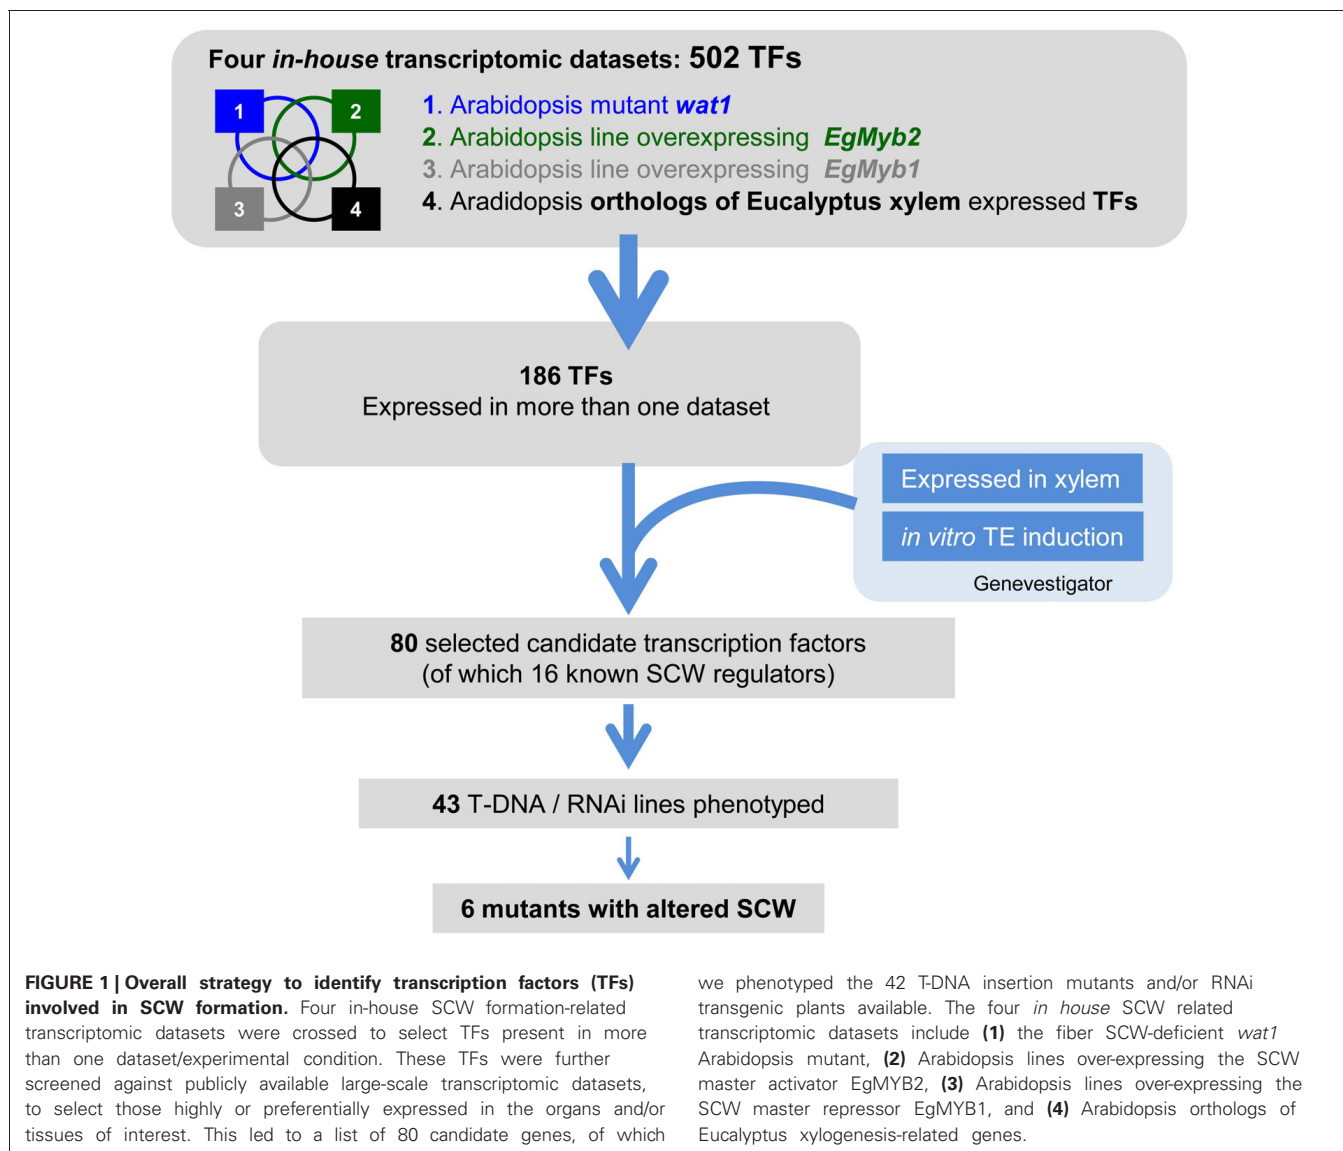 Four in-house transcriptomic datasets: 502 TFs
1
2
3
4
1. Arabidopsis mutant wat1
2. Arabidopsis line overexpressing EgMyb2
3. Arabidopsis line overexpressing EgMyb1
4. Aradidopsis orthologs of Eucalyptus xylem expressed TFs
186 TFs
Expressed in more than one dataset
Expressed in xylem
in vitro TE induction
Genevestigator
80 selected candidate transcription factors
(of which 16 known SCW regulators)
43 T-DNA / RNAi lines phenotyped
6 mutants with altered SCW
FIGURE 1 | Overall strategy to identify transcription factors (TFs)
involved in SCW formation. Four in-house SCW formation-related
transcriptomic datasets were crossed to select TFs present in more
than one dataset/experimental condition. These TFs were further
screened against publicly available large-scale transcriptomic datasets,
to select those highly or preferentially expressed in the organs and/or
tissues of interest. This led to a list of 80 candidate genes, of which
we phenotyped the 42 T-DNA insertion mutants and/or RNAi
transgenic plants available. The four in house SCW related
transcriptomic datasets include (1) the fiber SCW-deficient wat1
Arabidopsis mutant, (2) Arabidopsis lines over-expressing the SCW
master activator EgMYB2, (3) Arabidopsis lines over-expressing the
SCW master repressor EgMYB1, and (4) Arabidopsis orthologs of
Eucalyptus xylogenesis-related genes.